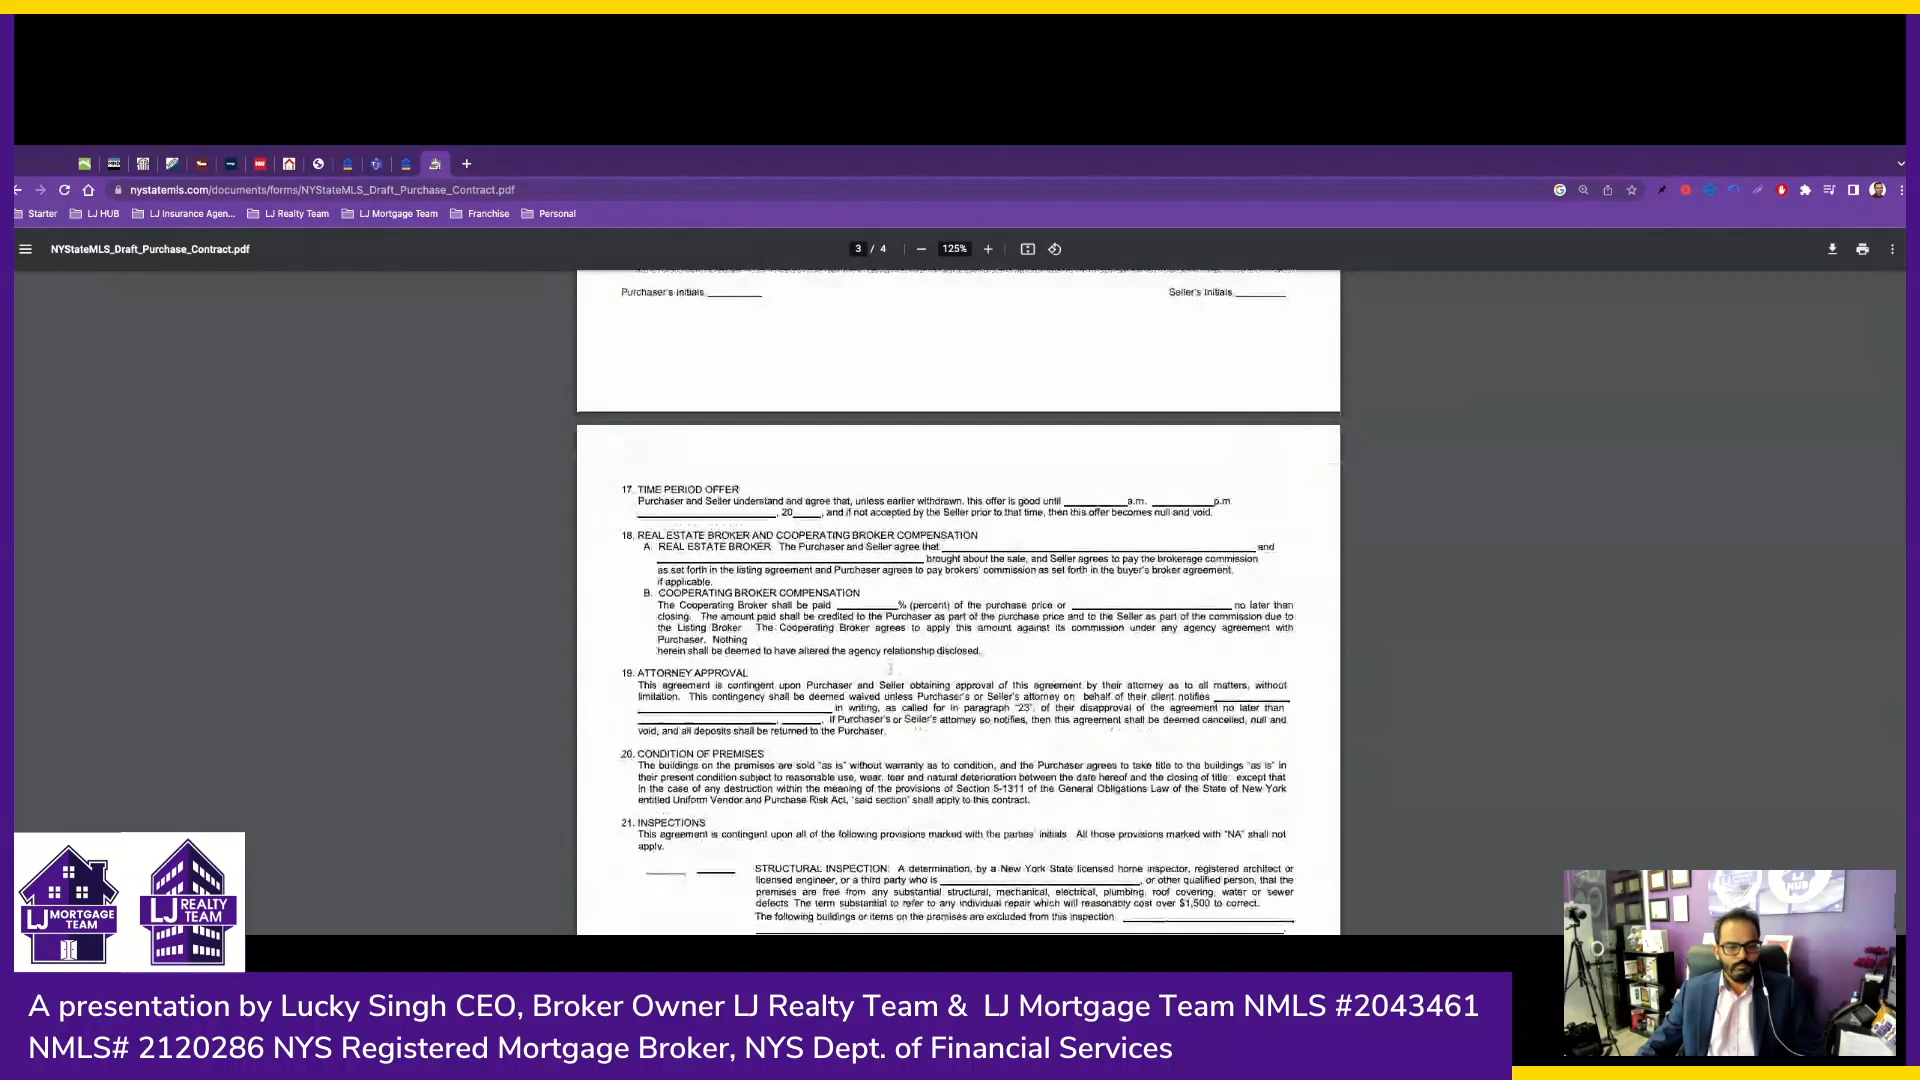 nystatemls.com/documents/forms/NYStateMLS_Draft_Purchase_Contract.pdf
Starter LJ HUB LJ Insurance Agen... LJ Realty Team LJ Mortgage Team Franchise Personal
NYStateMLS_Draft_Purchase_Contract.pdf 3 / 4 125%
Purchaser's Initials Seller's Initials
17. TIME PERIOD OFFER
Purchaser and Seller understand and agree that, unless earlier withdrawn, this offer is good until ________ a.m. ________ p.m.
________, 20____, and if not accepted by the Seller prior to that time, then this offer becomes null and void.
18. REAL ESTATE BROKER AND COOPERATING BROKER COMPENSATION
A. REAL ESTATE BROKER The Purchaser and Seller agree that ________ and
________ brought about the sale, and Seller agrees to pay the brokerage commission
as set forth in the listing agreement and Purchaser agrees to pay brokers' commission as set forth in the buyer's broker agreement,
if applicable.
B. COOPERATING BROKER COMPENSATION
The Cooperating Broker shall be paid ________% (percent) of the purchase price or ________ no later than
closing. The amount paid shall be credited to the Purchaser as part of the purchase price and to the Seller as part of the commission due to
the Listing Broker. The Cooperating Broker agrees to apply this amount against its commission under any agency agreement with
Purchaser. Nothing
herein shall be deemed to have altered the agency relationship disclosed.
19. ATTORNEY APPROVAL
This agreement is contingent upon Purchaser and Seller obtaining approval of this agreement by their attorney as to all matters, without
limitation. This contingency shall be deemed waived unless Purchaser's or Seller's attorney on behalf of their client notifies ________
________ in writing, as called for in paragraph "23", of their disapproval of the agreement no later than
________, ____. If Purchaser's or Seller's attorney so notifies, then this agreement shall be deemed cancelled, null and
void, and all deposits shall be returned to the Purchaser.
20. CONDITION OF PREMISES
The buildings on the premises are sold "as is" without warranty as to condition, and the Purchaser agrees to take title to the buildings "as is" in
their present condition subject to reasonable use, wear, tear and natural deterioration between the date hereof and the closing of title: except that
in the case of any destruction within the meaning of the provisions of Section 5-1311 of the General Obligations Law of the State of New York
entitled Uniform Vendor and Purchase Risk Act, "said section" shall apply to this contract.
21. INSPECTIONS
This agreement is contingent upon all of the following provisions marked with the parties' initials. All those provisions marked with "NA" shall not
apply.
STRUCTURAL INSPECTION: A determination, by a New York State licensed home inspector, registered architect or
licensed engineer, or a third party who is ________, or other qualified person, that the
premises are free from any substantial structural, mechanical, electrical, plumbing, roof covering, water or sewer
defects. The term substantial to refer to any individual repair which will reasonably cost over $1,500 to correct.
The following buildings or items on the premises are excluded from this inspection ________
LJ MORTGAGE TEAM
LJ REALTY TEAM
A presentation by Lucky Singh CEO, Broker Owner LJ Realty Team & LJ Mortgage Team NMLS #2043461
NMLS# 2120286 NYS Registered Mortgage Broker, NYS Dept. of Financial Services